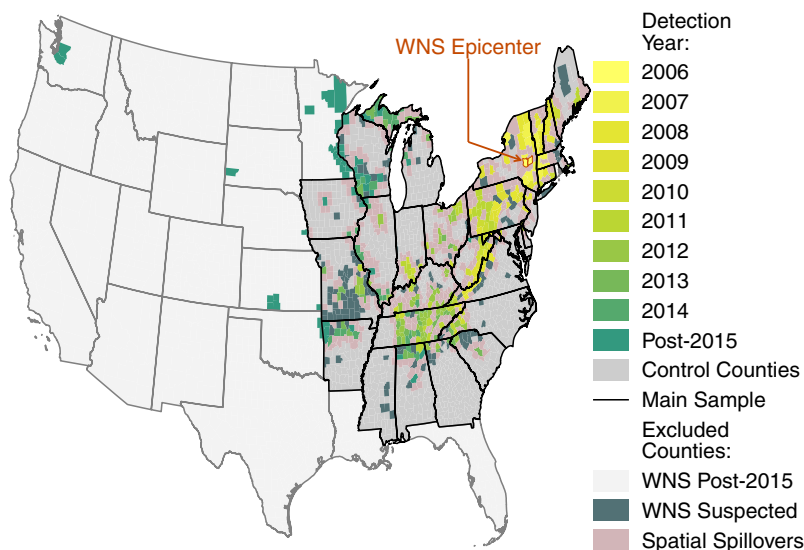 WNS Epicenter
Detection
Year:
2006
2007
2008
2009
2010
2011
2012
2013
2014
Post-2015
Control Counties
Main Sample
Excluded
Counties:
WNS Post-2015
WNS Suspected
Spatial Spillovers